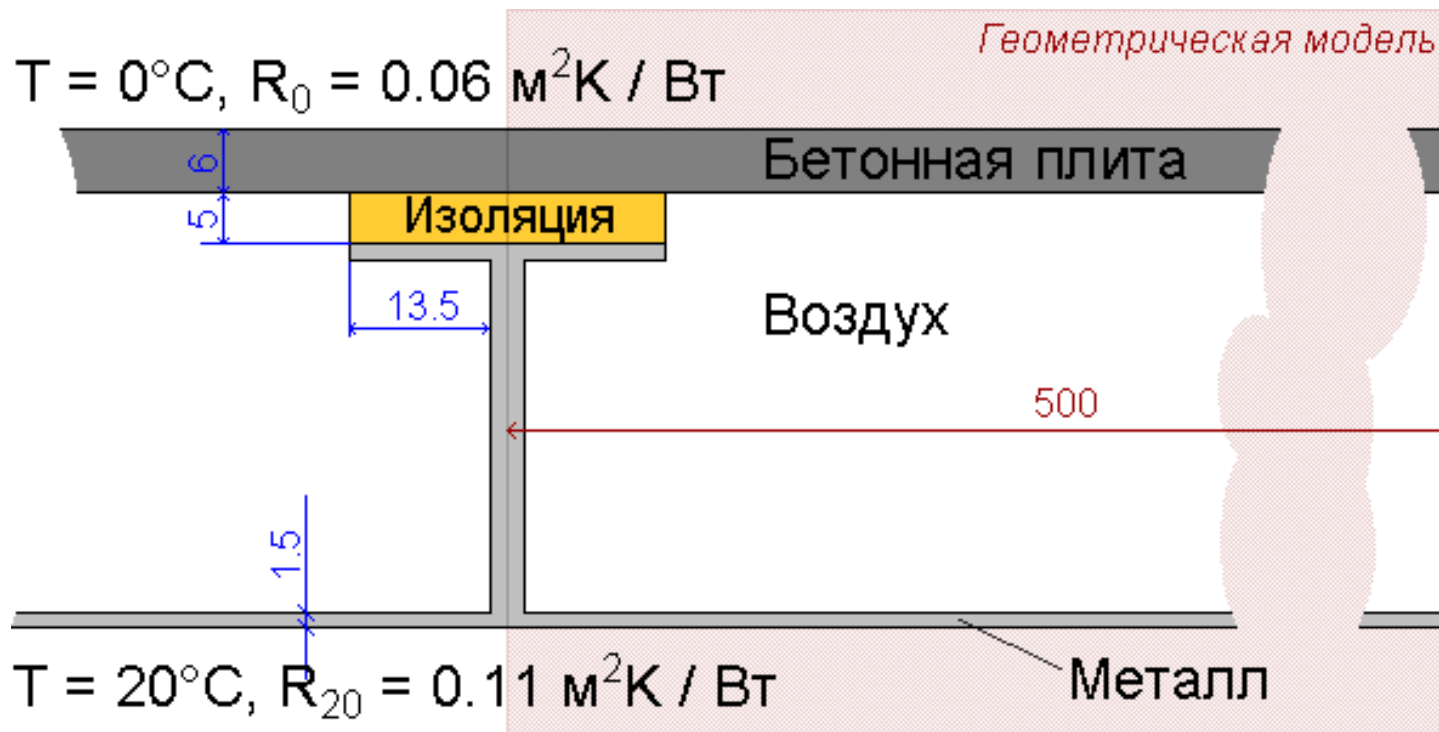 Геометрическая модель
T = 0°C, R₀ = 0.06 м²K / Вт
6
Бетонная плита
5
Изоляция
13.5
Воздух
500
1.5
T = 20°C, R₂₀ = 0.11 м²K / Вт
Металл